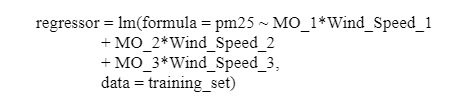 regressor = lm(formula = pm25 ~ MO_1*Wind_Speed_1
+ MO_2*Wind_Speed_2
+ MO_3*Wind_Speed_3,
data = training_set)